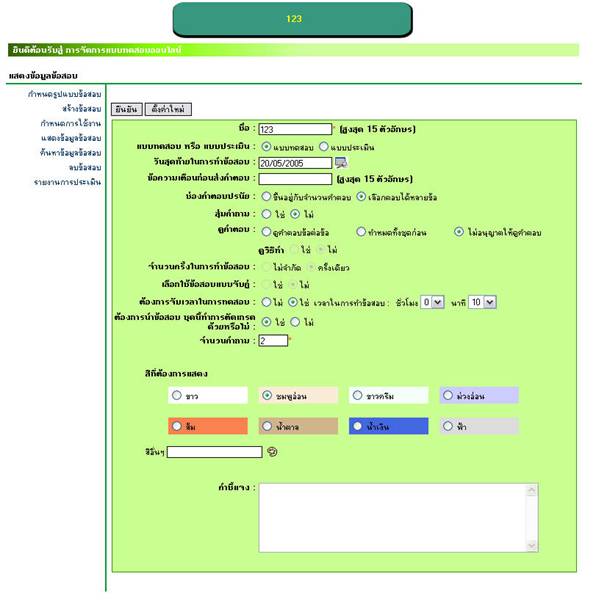 123
ยินดีต้อนรับสู่ การจัดการแบบทดสอบออนไลน์
แสดงข้อมูลข้อสอบ
กำหนดรูปแบบข้อสอบ
สร้างข้อสอบ
กำหนดการใช้งาน
แสดงข้อมูลข้อสอบ
ค้นหาข้อมูลข้อสอบ
ลบข้อสอบ
รายงานการประเมิน
ยืนยัน ตั้งค่าใหม่
ชื่อ : 123 * (สูงสุด 15 ตัวอักษร)
แบบทดสอบ หรือ แบบประเมิน : แบบทดสอบ แบบประเมิน
วันสุดท้ายในการทำข้อสอบ : 20/05/2005
ข้อความเตือนก่อนส่งคำตอบ : (สูงสุด 15 ตัวอักษร)
ช่องคำตอบปรนัย : ขึ้นอยู่กับจำนวนคำตอบ เลือกตอบได้หลายข้อ
สุ่มคำถาม : ใช่ ไม่
ดูคำตอบ : ดูคำตอบข้อต่อข้อ ทำหมดทั้งชุดก่อน ไม่อนุญาตให้ดูคำตอบ
ดูวิธีทำ ใช่ ไม่
จำนวนครั้งในการทำข้อสอบ : ไม่จำกัด ครั้งเดียว
เลือกใช้ข้อสอบแบบจับคู่ : ใช่ ไม่
ต้องการจับเวลาในการทดสอบ : ไม่ ใช่ เวลาในการทำข้อสอบ : ชั่วโมง 0 นาที 10
ต้องการนำข้อสอบ ชุดนี้ทำการตัดเกรด
ด้วยหรือไม่ : ใช่ ไม่
จำนวนคำถาม : 2 *
สีที่ต้องการแสดง
ขาว ชมพูอ่อน ขาวครีม ม่วงอ่อน
ส้ม น้ำตาล น้ำเงิน ฟ้า
สีอื่นๆ
คำชี้แจง :